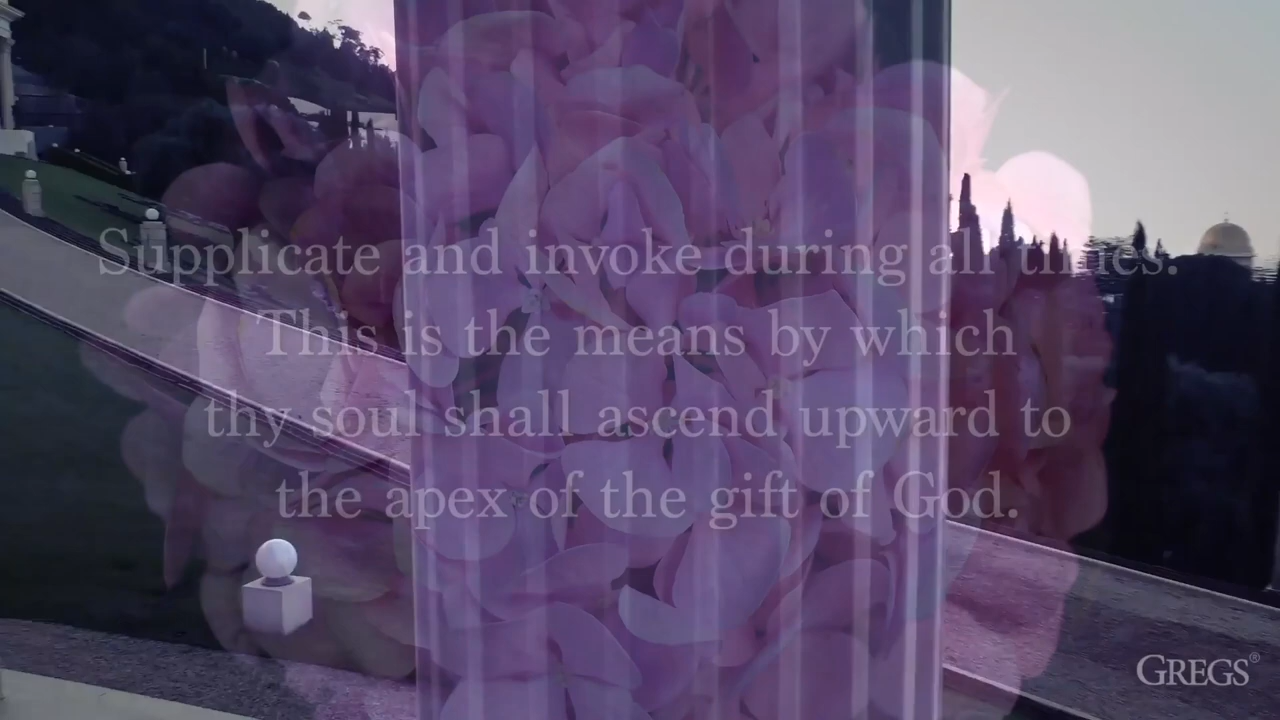 Supplicate and invoke during all times.
This is the means by which
thy soul shall ascend upward to
the apex of the gift of God.
GREGS®